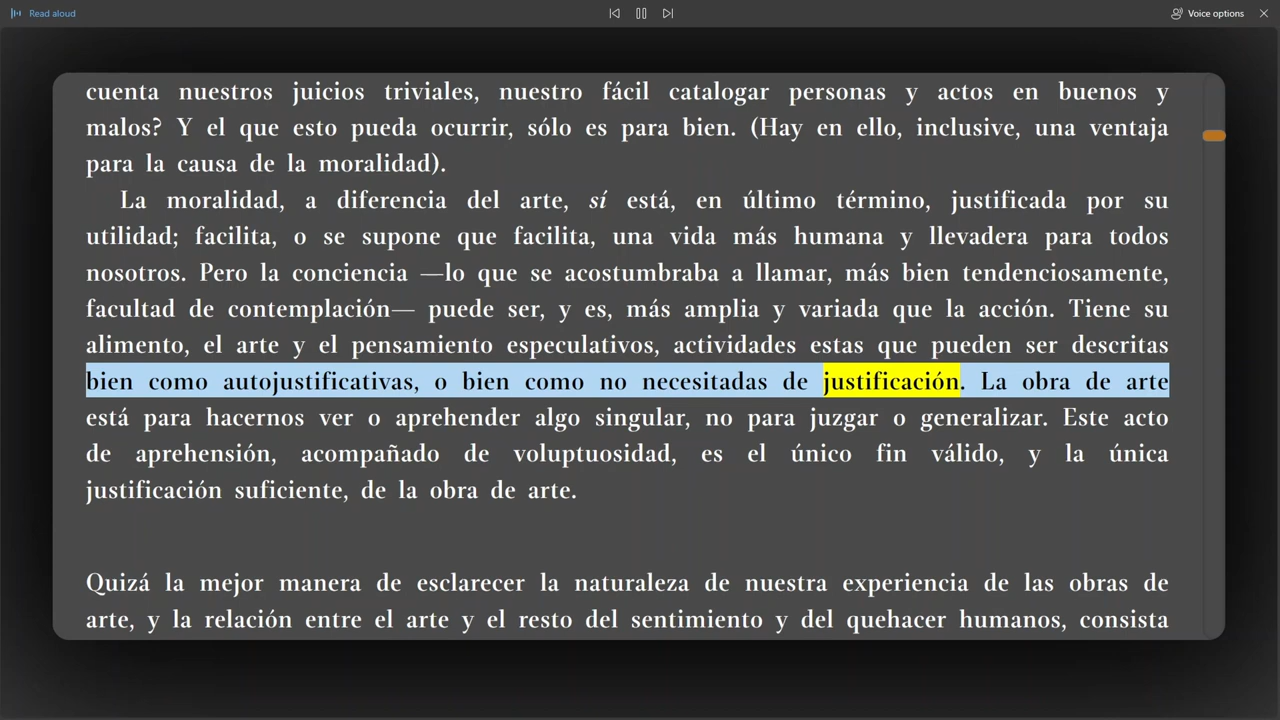 Read aloud
Voice options
cuenta nuestros juicios triviales, nuestro fácil catalogar personas y actos en buenos y
malos? Y el que esto pueda ocurrir, sólo es para bien. (Hay en ello, inclusive, una ventaja
para la causa de la moralidad).
La moralidad, a diferencia del arte, sí está, en último término, justificada por su
utilidad; facilita, o se supone que facilita, una vida más humana y llevadera para todos
nosotros. Pero la conciencia —lo que se acostumbraba a llamar, más bien tendenciosamente,
facultad de contemplación— puede ser, y es, más amplia y variada que la acción. Tiene su
alimento, el arte y el pensamiento especulativos, actividades estas que pueden ser descritas
bien como autojustificativas, o bien como no necesitadas de justificación. La obra de arte
está para hacernos ver o aprehender algo singular, no para juzgar o generalizar. Este acto
de aprehensión, acompañado de voluptuosidad, es el único fin válido, y la única
justificación suficiente, de la obra de arte.
Quizá la mejor manera de esclarecer la naturaleza de nuestra experiencia de las obras de
arte, y la relación entre el arte y el resto del sentimiento y del quehacer humanos, consista